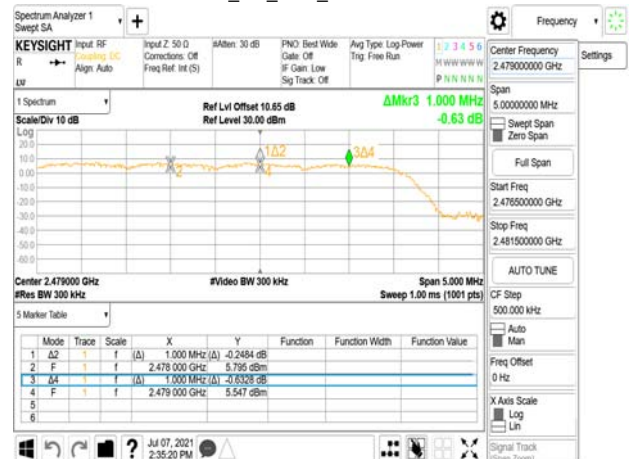 Spectrum Analyzer 1
Swept SA
Frequency
KEYSIGHT
Input: RF
Coupling: DC
Align: Auto
Input Z: 50 Ω
Corrections: Off
Freq Ref: Int (S)
#Atten: 30 dB
PNO: Best Wide
Gate: Off
IF Gain: Low
Sig Track: Off
Avg Type: Log-Power
Trig: Free Run
1 2 3 4 5 6
M W W W W W
P N N N N N
R
LV
Center Frequency
2.479000000 GHz
Settings
1 Spectrum
Scale/Div 10 dB
Ref Lvl Offset 10.65 dB
Ref Level 30.00 dBm
ΔMkr3 1.000 MHz
-0.63 dB
Span
5.00000000 MHz
Swept Span
Zero Span
Full Span
Start Freq
2.476500000 GHz
Stop Freq
2.481500000 GHz
AUTO TUNE
CF Step
500.000 kHz
Auto
Man
Freq Offset
0 Hz
X Axis Scale
Log
Lin
Signal Track
(Span Zoom)
Log
20.0
10.0
0.00
-10.0
-20.0
-30.0
-40.0
-50.0
-60.0
1Δ2
3Δ4
2
4
Center 2.479000 GHz
#Video BW 300 kHz
Span 5.000 MHz
#Res BW 300 kHz
Sweep 1.00 ms (1001 pts)
5 Marker Table
Mode Trace Scale X Y Function Function Width Function Value
1 Δ2 1 f (Δ) 1.000 MHz (Δ) -0.2484 dB
2 F 1 f 2.478 000 GHz 5.795 dBm
3 Δ4 1 f (Δ) 1.000 MHz (Δ) -0.6328 dB
4 F 1 f 2.479 000 GHz 5.547 dBm
5
6
Jul 07, 2021
2:35:20 PM